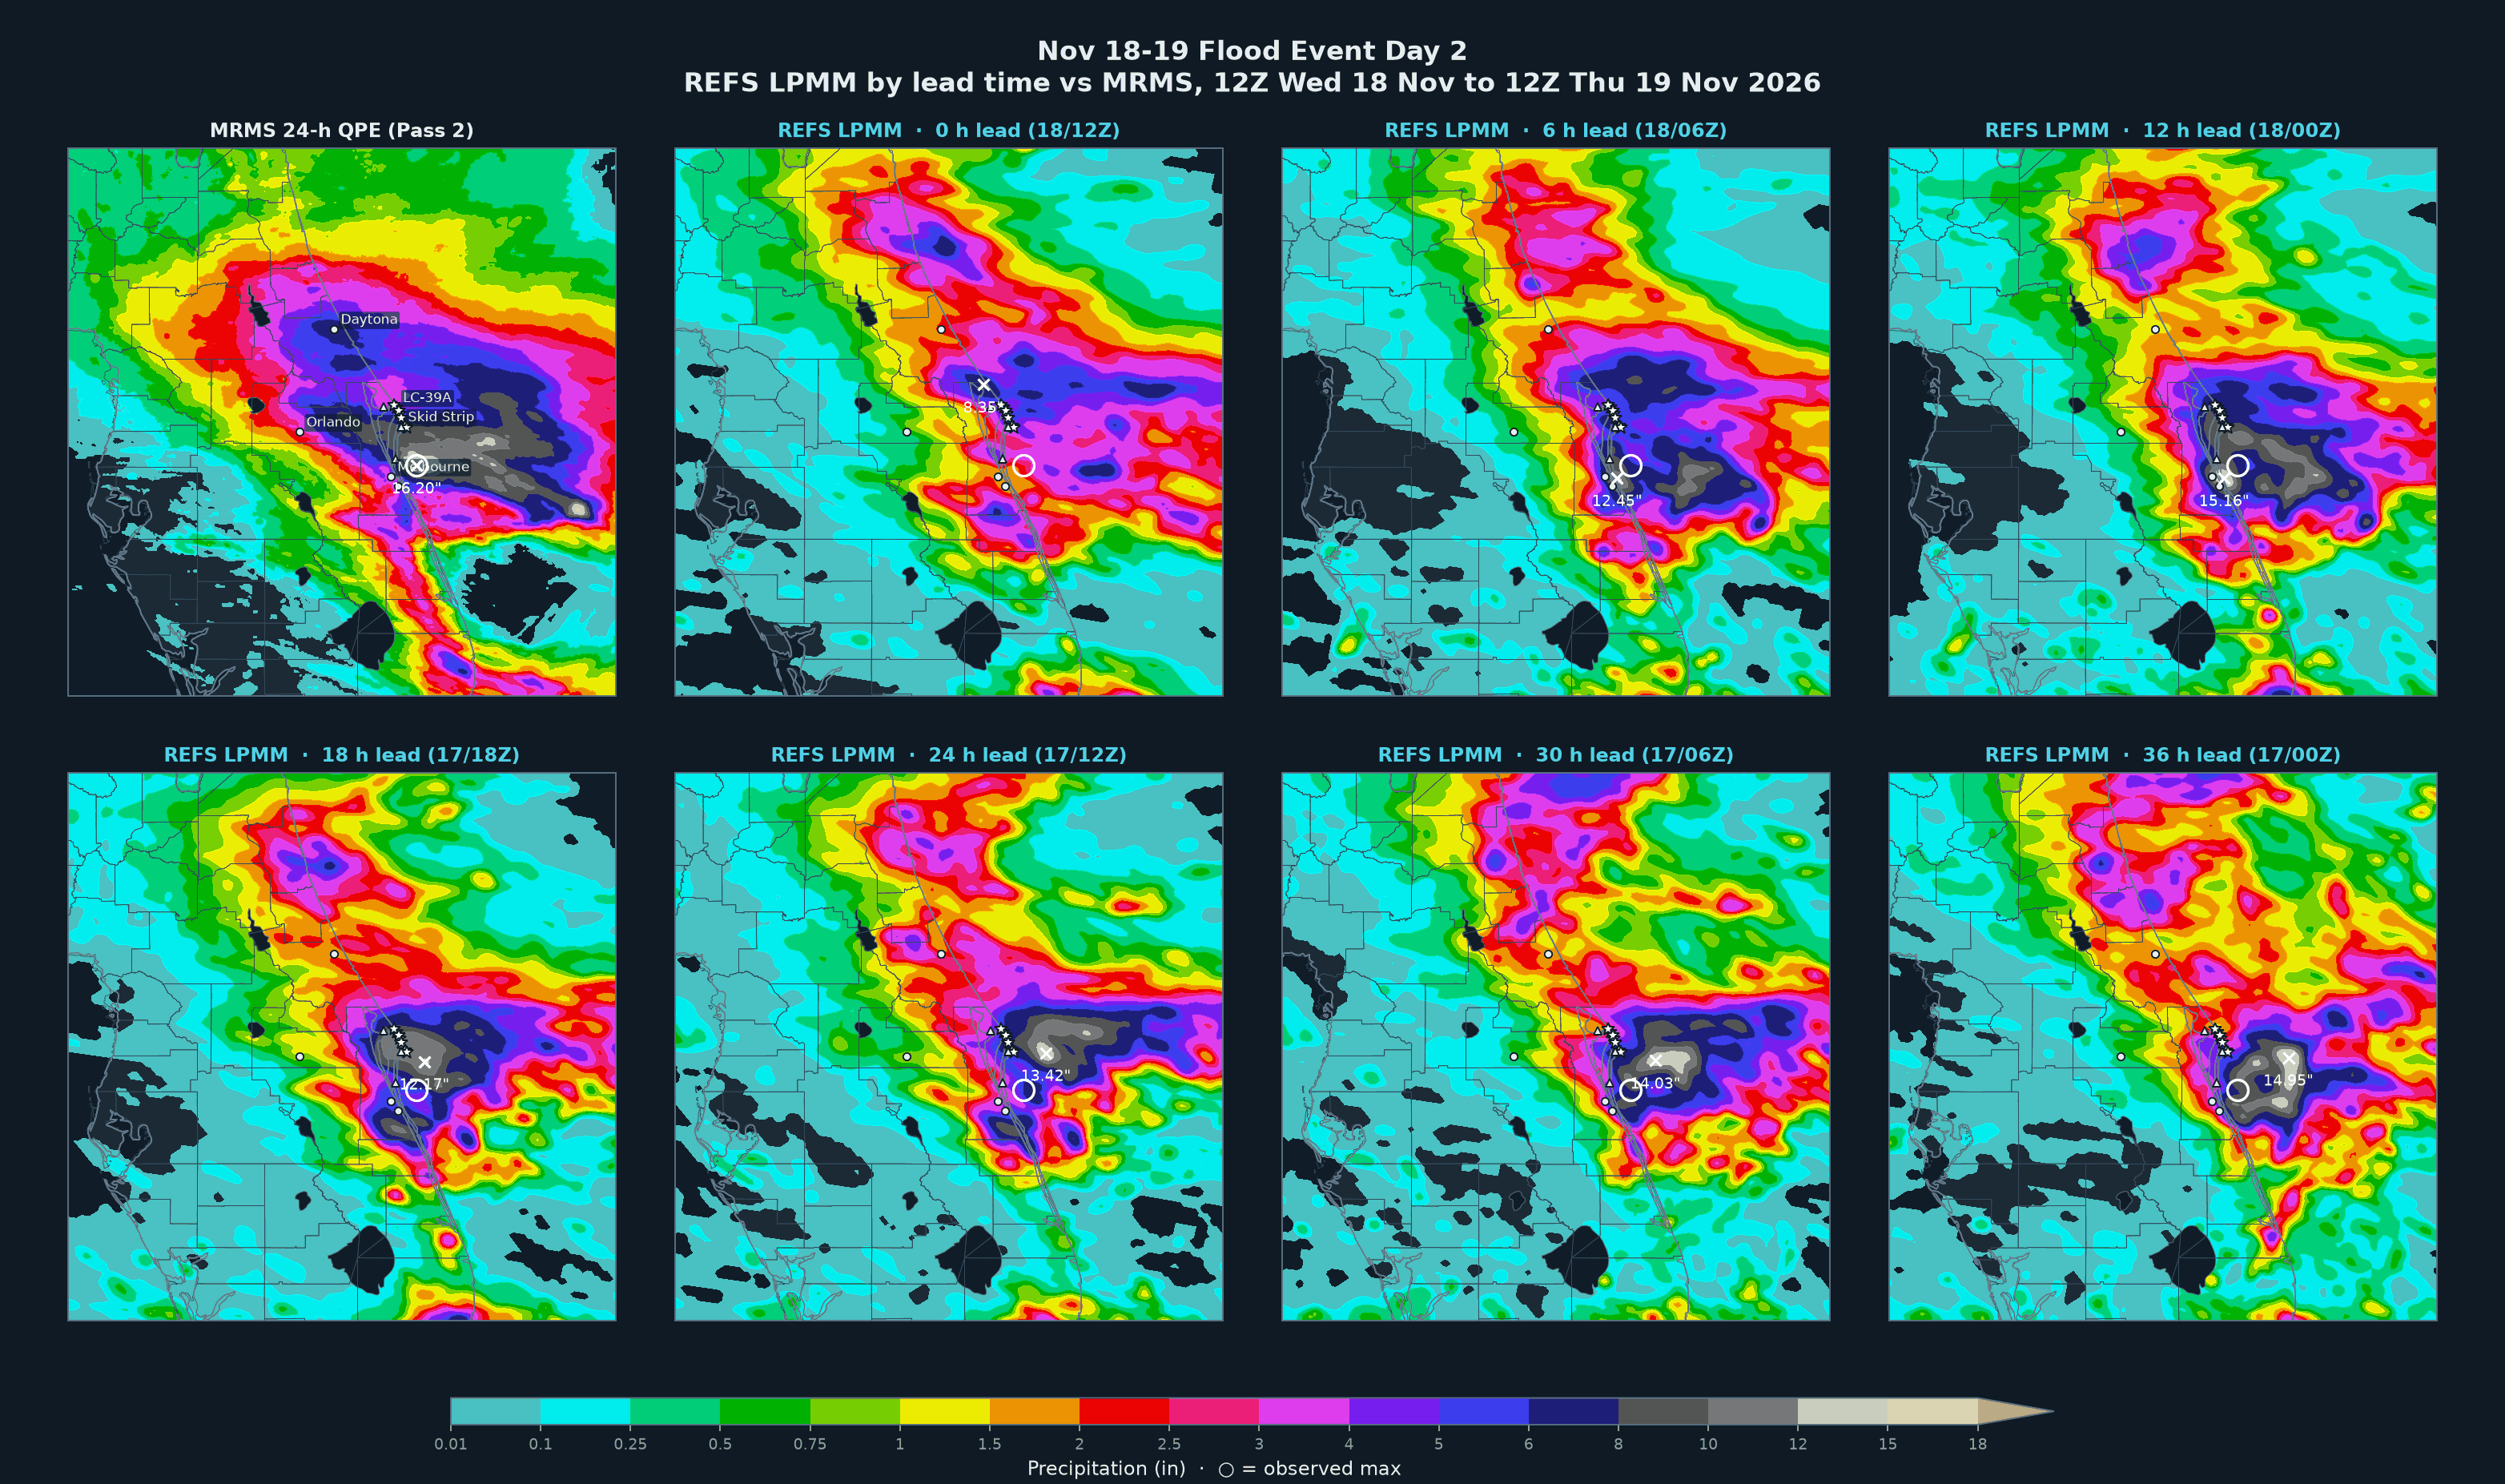 Nov 18-19 Flood Event Day 2
REFS LPMM by lead time vs MRMS, 12Z Wed 18 Nov to 12Z Thu 19 Nov 2026
MRMS 24-h QPE (Pass 2)
REFS LPMM · 0 h lead (18/12Z)
REFS LPMM · 6 h lead (18/06Z)
REFS LPMM · 12 h lead (18/00Z)
Daytona
LC-39A
Skid Strip
Orlando
Melbourne
16.20"
8.35"
12.45"
15.16"
REFS LPMM · 18 h lead (17/18Z)
REFS LPMM · 24 h lead (17/12Z)
REFS LPMM · 30 h lead (17/06Z)
REFS LPMM · 36 h lead (17/00Z)
12.17"
13.42"
14.03"
14.95"
0.01 0.1 0.25 0.5 0.75 1 1.5 2 2.5 3 4 5 6 8 10 12 15 18
Precipitation (in) · ○ = observed max